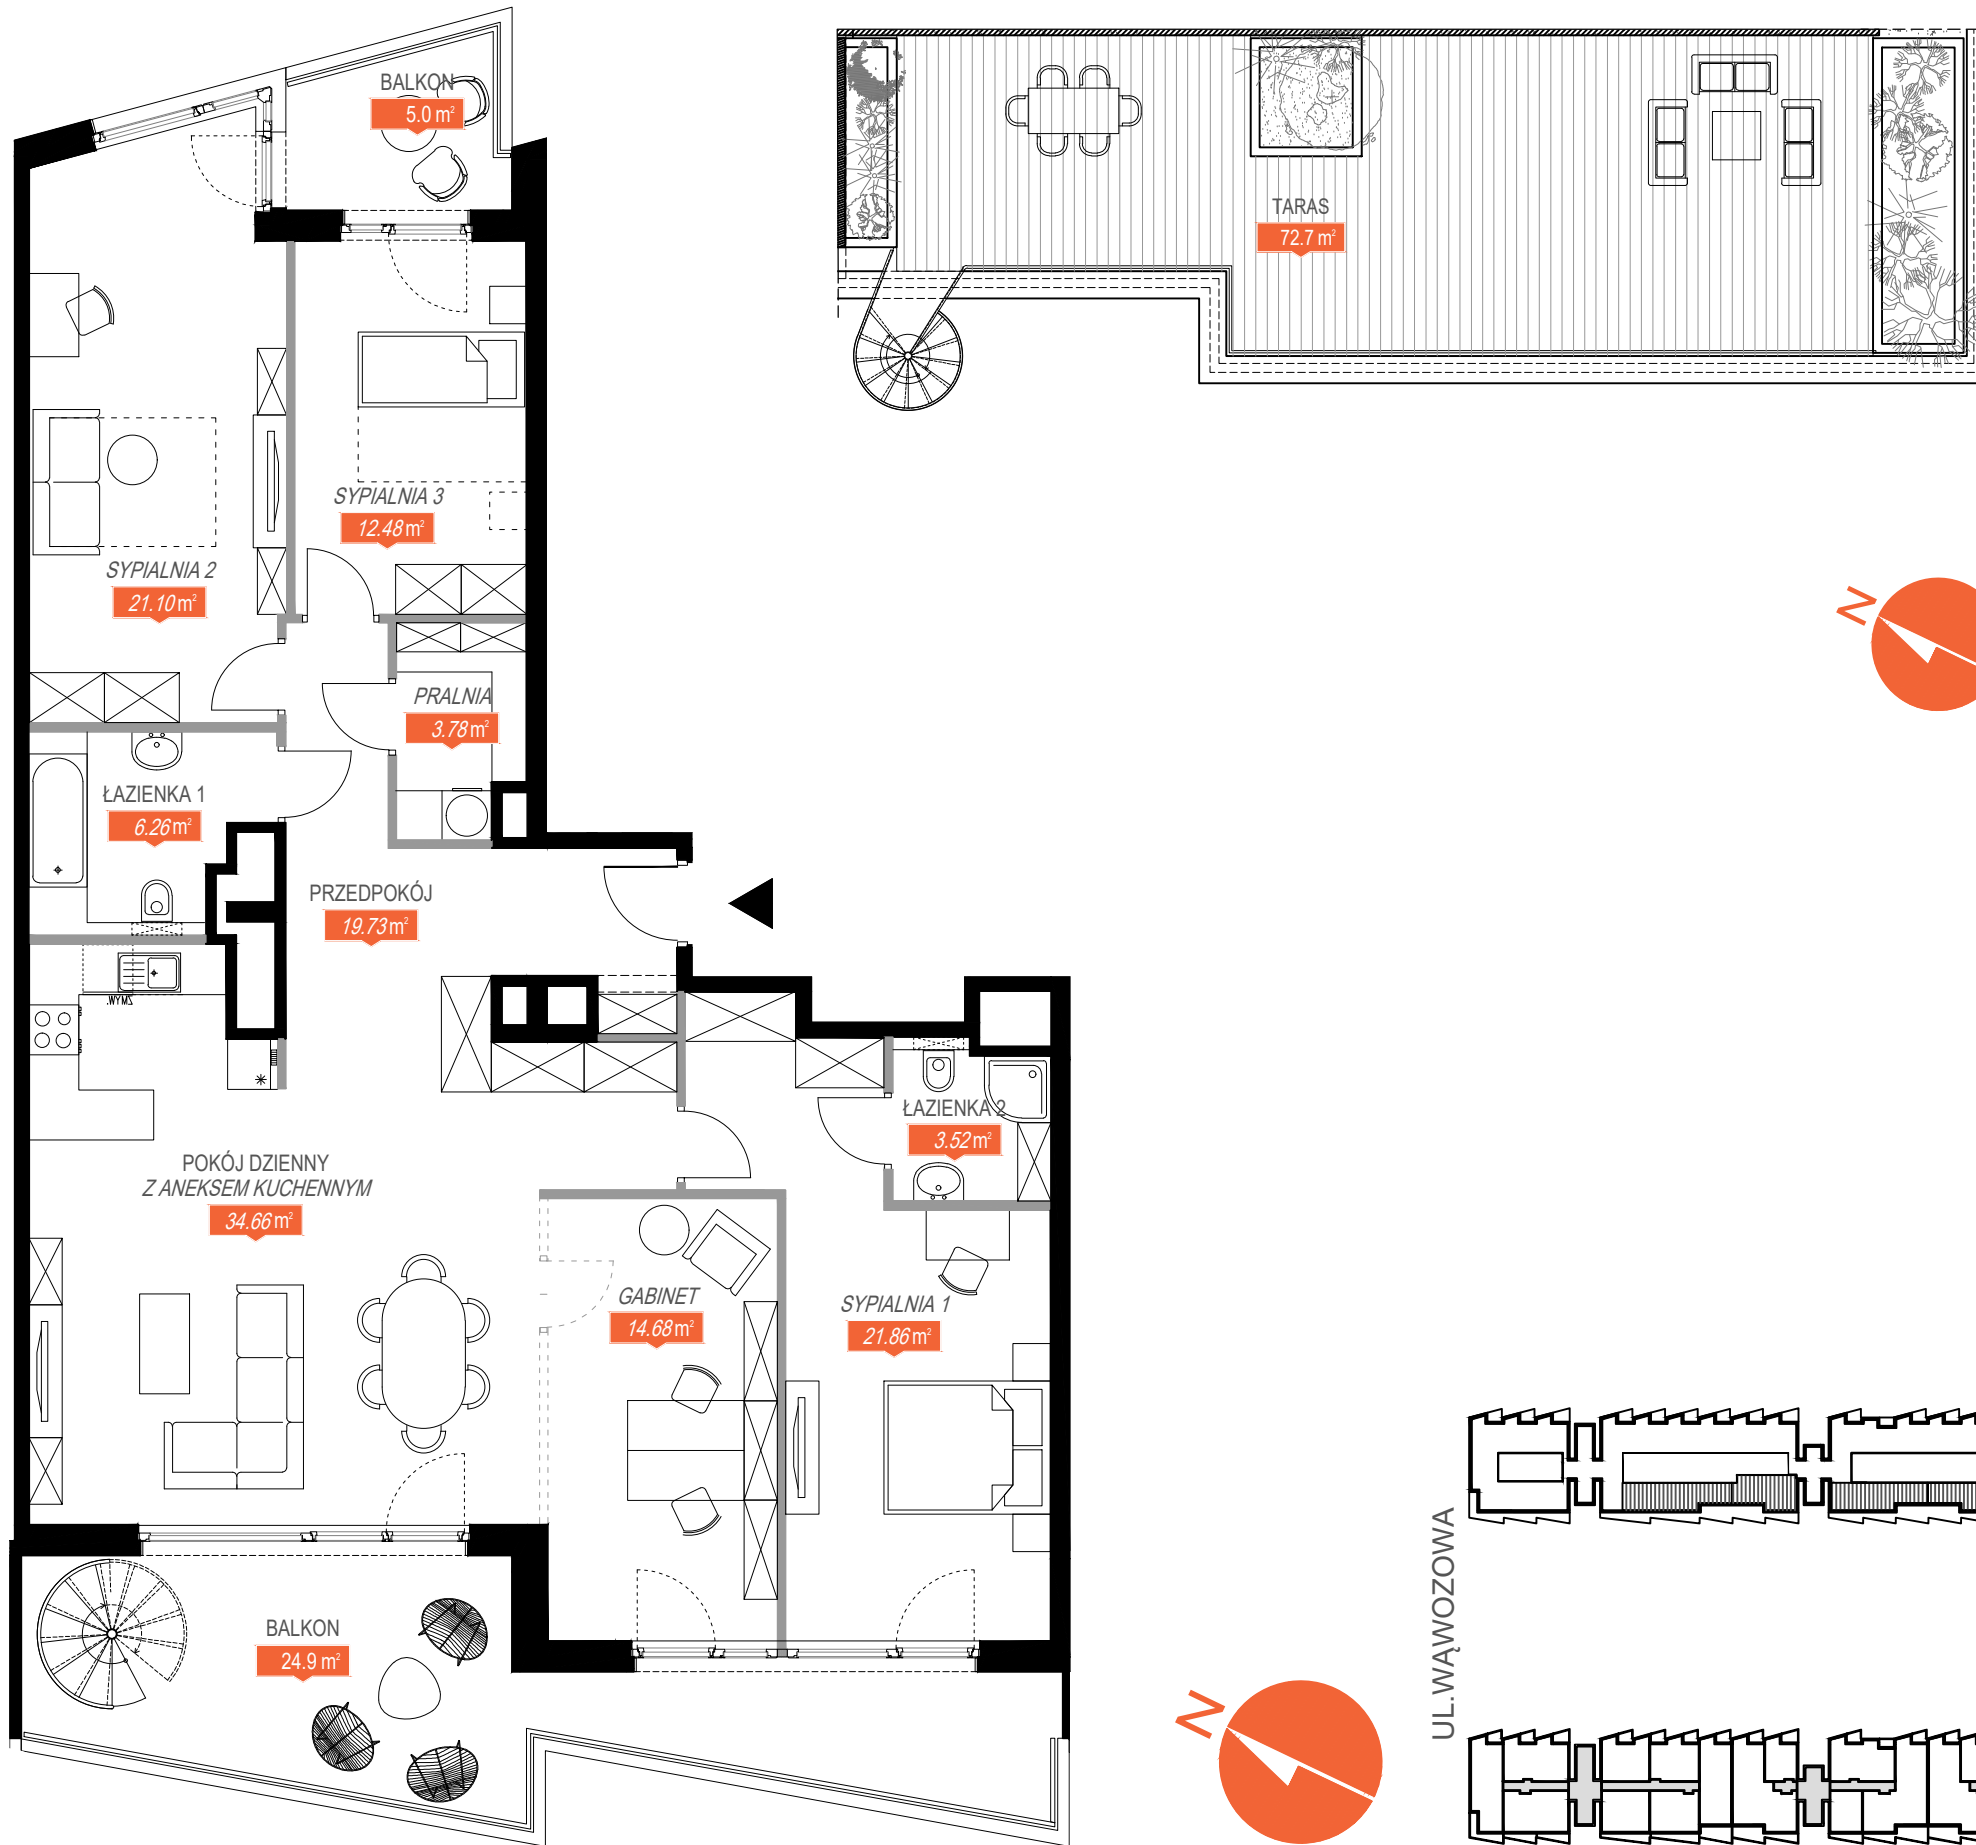 BALKON
5.0 m²
TARAS
72.7 m²
SYPIALNIA 3
12.48 m²
SYPIALNIA 2
21.10 m²
N
PRALNIA
3.78 m²
ŁAZIENKA 1
6.26 m²
PRZEDPOKÓJ
19.73 m²
ZMYW.
ŁAZIENKA 2
3.52 m²
POKÓJ DZIENNY
Z ANEKSEM KUCHENNYM
34.66 m²
GABINET
14.68 m²
SYPIALNIA 1
21.86 m²
BALKON
24.9 m²
N
UL.WĄWOZOWA